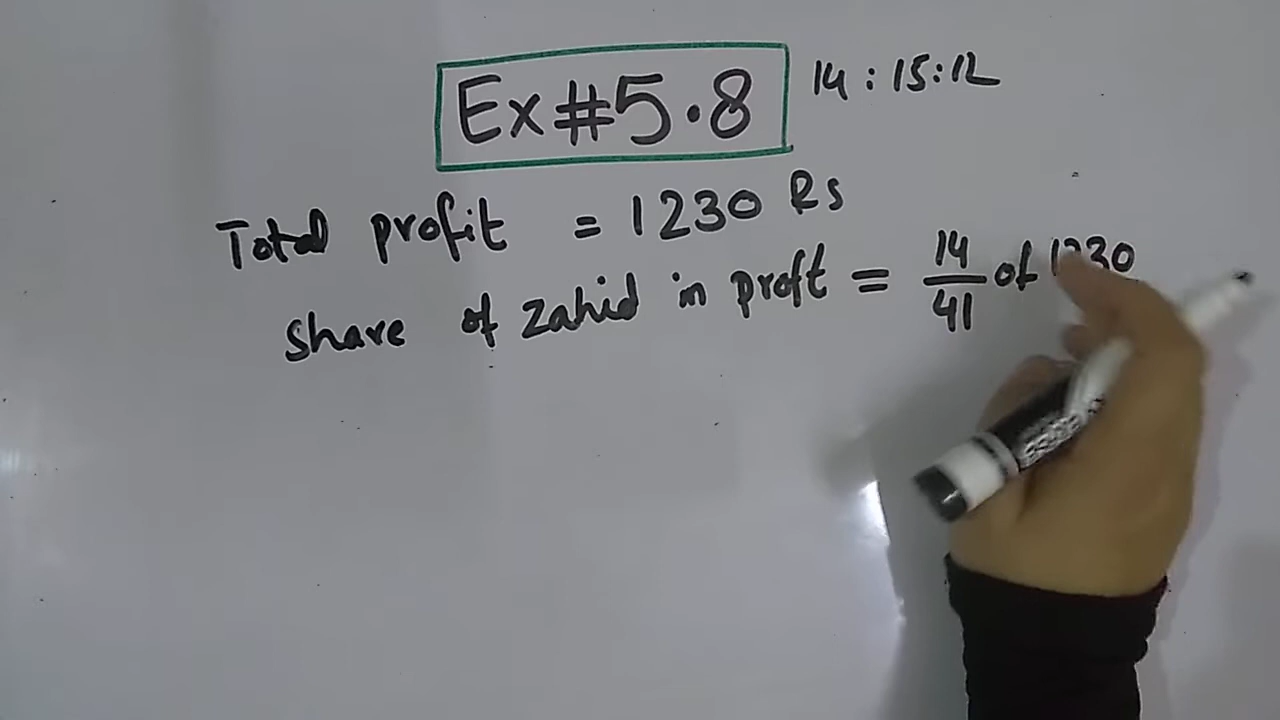 Ex#5.8 14:15:12
Total profit = 1230 Rs
Share of Zahid in proft = 14/41 of 1230